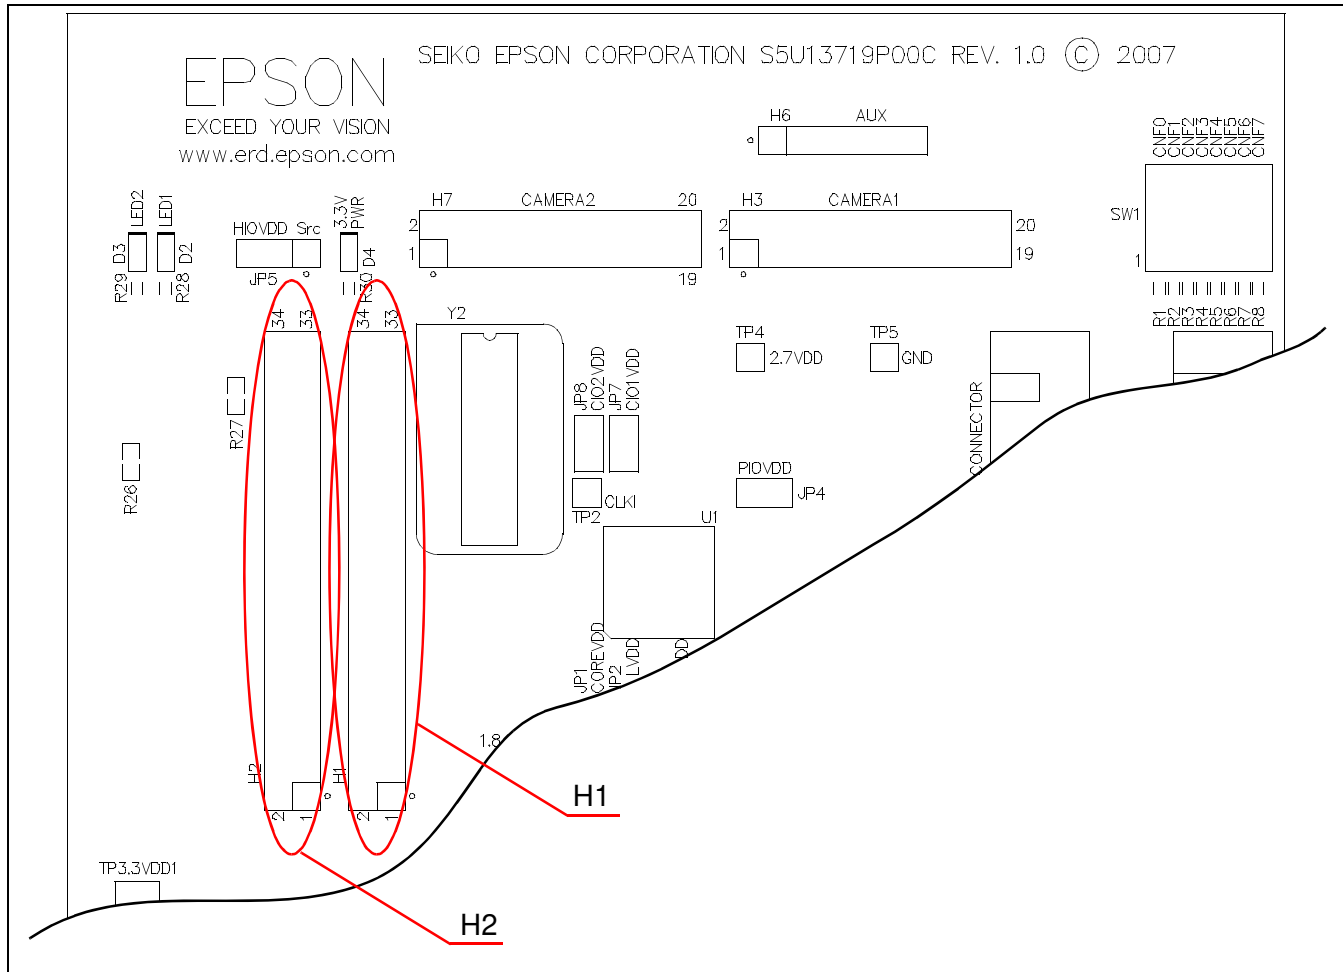 SEIKO EPSON CORPORATION S5U13719P00C REV. 1.0 © 2007
EPSON
EXCEED YOUR VISION
www.erd.epson.com
H6 AUX
CNF0
CNF1
CNF2
CNF3
CNF4
CNF5
CNF6
CNF7
SW1
1
LED2
LED1
D3
D2
R29
R28
HIOVDD Src
JP5
3.3V
PWR
D4
R30
H7 CAMERA2 20
2
1
19
H3 CAMERA1
2
1
20
19
R1
R2
R3
R4
R5
R6
R7
R8
34
33
34
33
Y2
TP4
2.7VDD
TP5
GND
CONNECTOR
JP8
CIO2VDD
JP7
CIO1VDD
R27
R26
PIOVDD
JP4
CLKI
TP2
U1
JP1
COREVDD
JP2
LVDD
DD
1.8
H2
H1
2
1
2
1
H1
TP3.3VDD1
H2